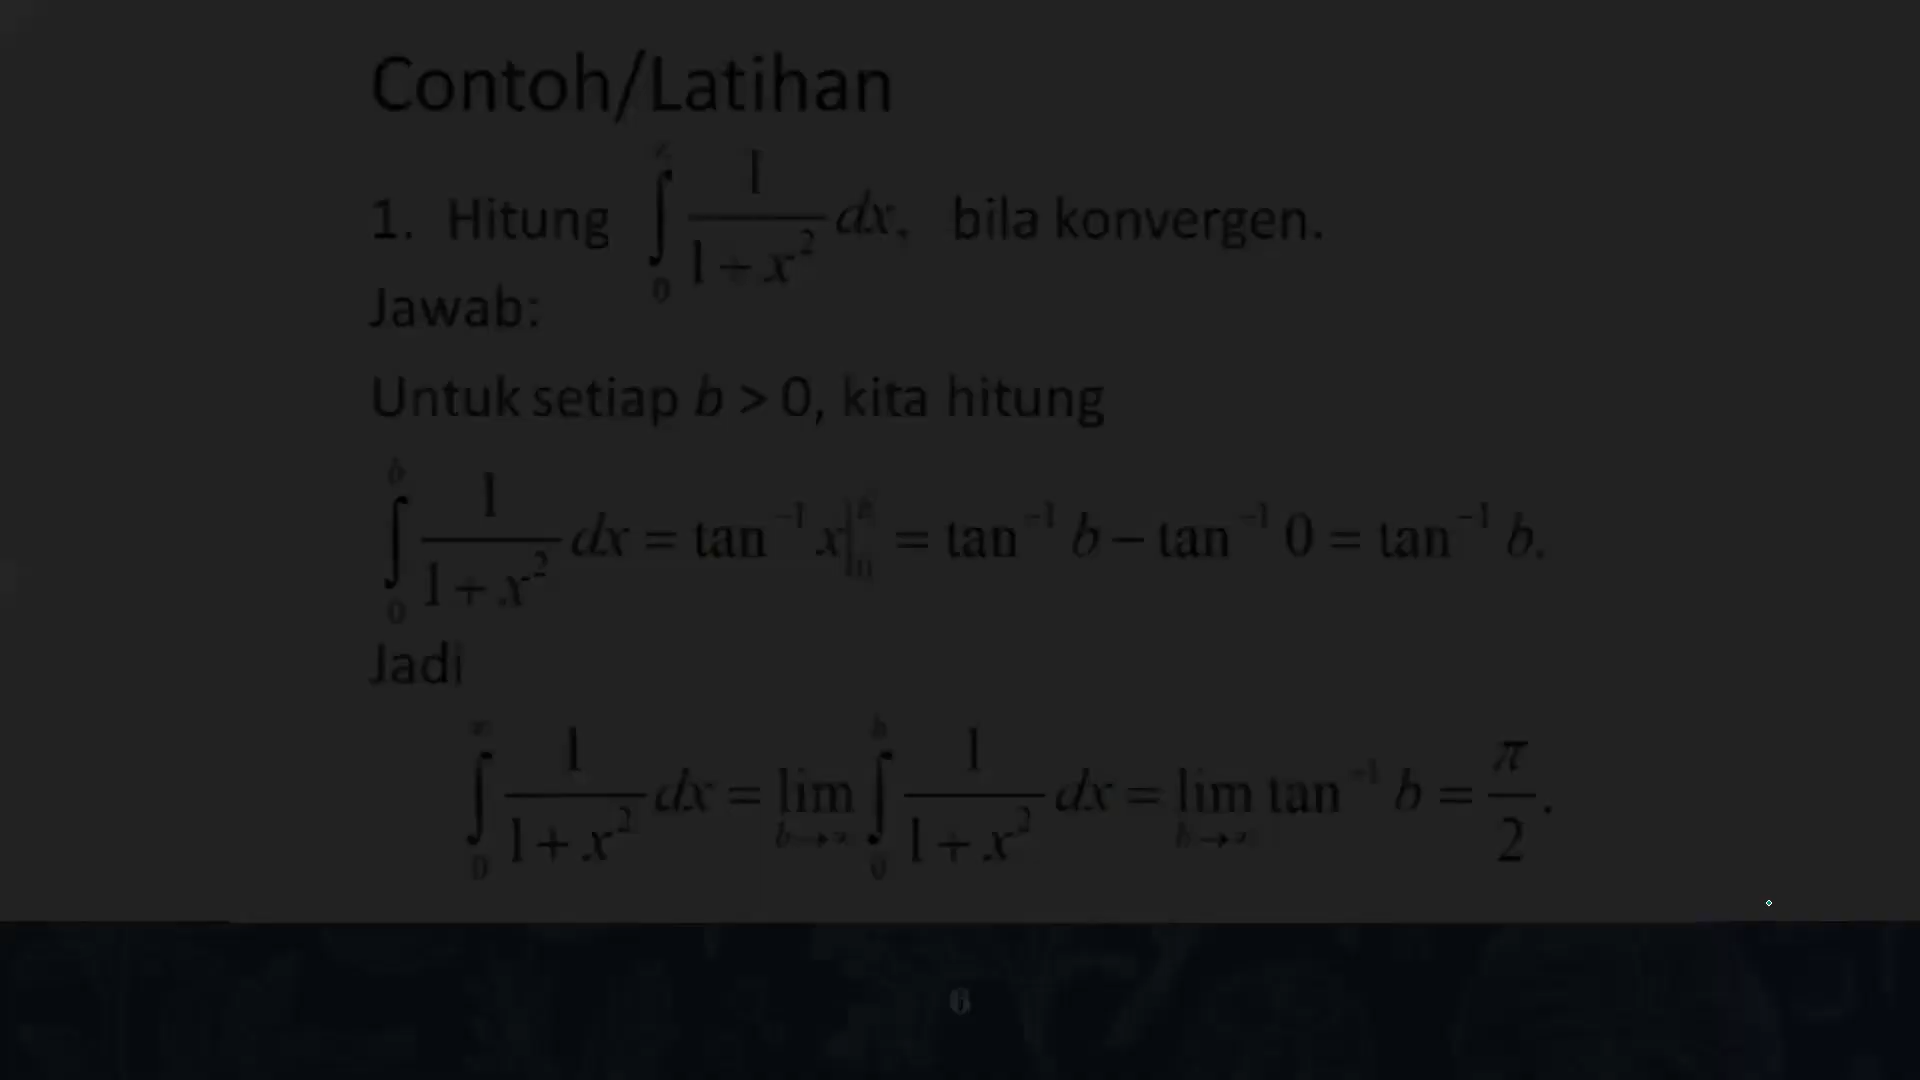 Contoh/Latihan
1. Hitung ∫₀^∞ 1/(1+x²) dx, bila konvergen.
Jawab:
Untuk setiap b > 0, kita hitung
∫₀^b 1/(1+x²) dx = tan⁻¹ x|₀^b = tan⁻¹ b − tan⁻¹ 0 = tan⁻¹ b.
Jadi
∫₀^∞ 1/(1+x²) dx = lim_{b→∞} ∫₀^b 1/(1+x²) dx = lim_{b→∞} tan⁻¹ b = π/2.
6